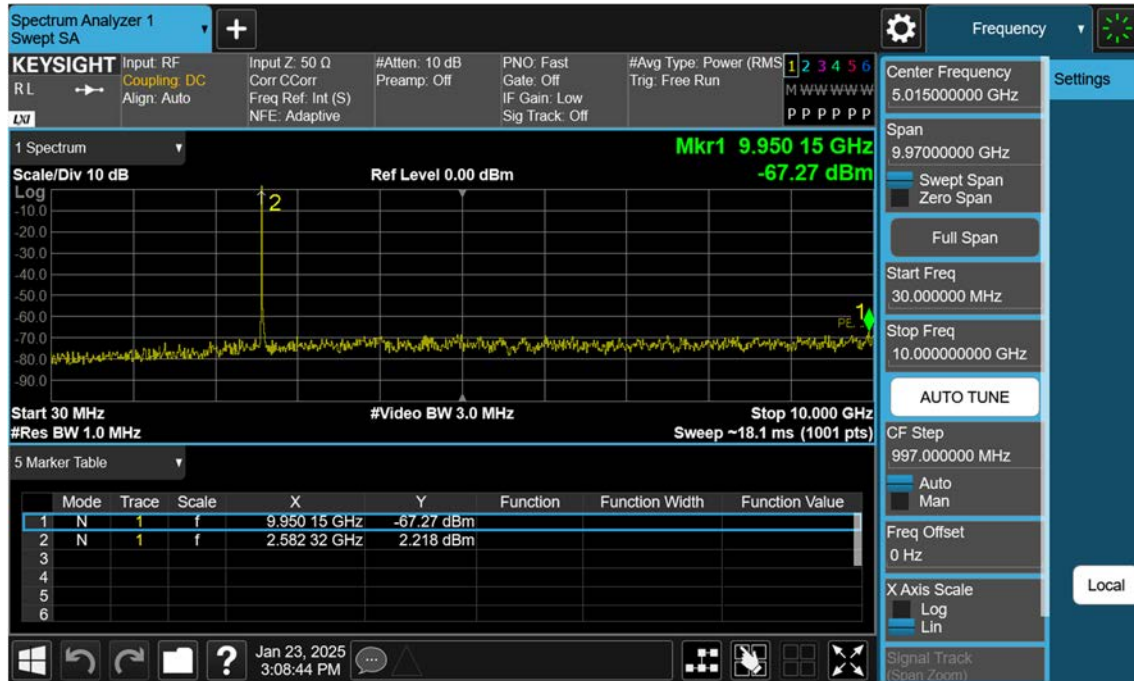 Spectrum Analyzer 1
Swept SA
Frequency
KEYSIGHT
RL
LXI
Input: RF
Coupling: DC
Align: Auto
Input Z: 50 Ω
Corr CCorr
Freq Ref: Int (S)
NFE: Adaptive
#Atten: 10 dB
Preamp: Off
PNO: Fast
Gate: Off
IF Gain: Low
Sig Track: Off
#Avg Type: Power (RMS
Trig: Free Run
1 2 3 4 5 6
M W W W W W
P P P P P P
1 Spectrum
Scale/Div 10 dB
Ref Level 0.00 dBm
Mkr1 9.950 15 GHz
-67.27 dBm
Log
-10.0
-20.0
-30.0
-40.0
-50.0
-60.0
-70.0
-80.0
-90.0
2
1
Start 30 MHz
#Video BW 3.0 MHz
Stop 10.000 GHz
#Res BW 1.0 MHz
Sweep ~18.1 ms (1001 pts)
5 Marker Table
Mode Trace Scale X Y Function Function Width Function Value
1 N 1 f 9.950 15 GHz -67.27 dBm
2 N 1 f 2.582 32 GHz 2.218 dBm
3
4
5
6
Jan 23, 2025
3:08:44 PM
Center Frequency
5.015000000 GHz
Span
9.97000000 GHz
Swept Span
Zero Span
Full Span
Start Freq
30.000000 MHz
Stop Freq
10.000000000 GHz
AUTO TUNE
CF Step
997.000000 MHz
Auto
Man
Freq Offset
0 Hz
X Axis Scale
Log
Lin
Signal Track
(Span Zoom)
Settings
Local